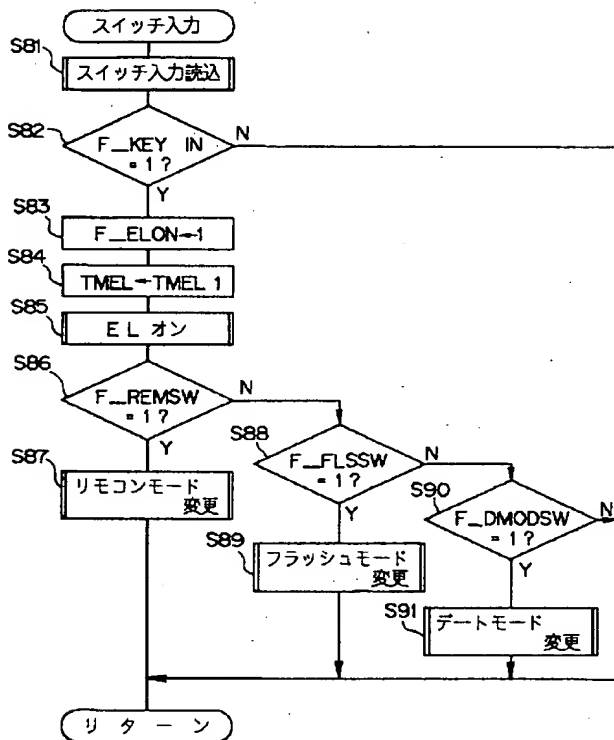 スイッチ入力
S81
スイッチ入力読込
S82
F_KEY IN
= 1 ?
N
Y
S83
F_ELON←1
S84
TMEL←TMEL 1
S85
EL オン
S86
F_REMSW
= 1 ?
N
Y
S87
リモコンモード
変更
S88
F_FLSSW
= 1 ?
N
Y
S89
フラッシュモード
変更
S90
F_DMODSW
= 1 ?
N
Y
S91
デートモード
変更
リターン